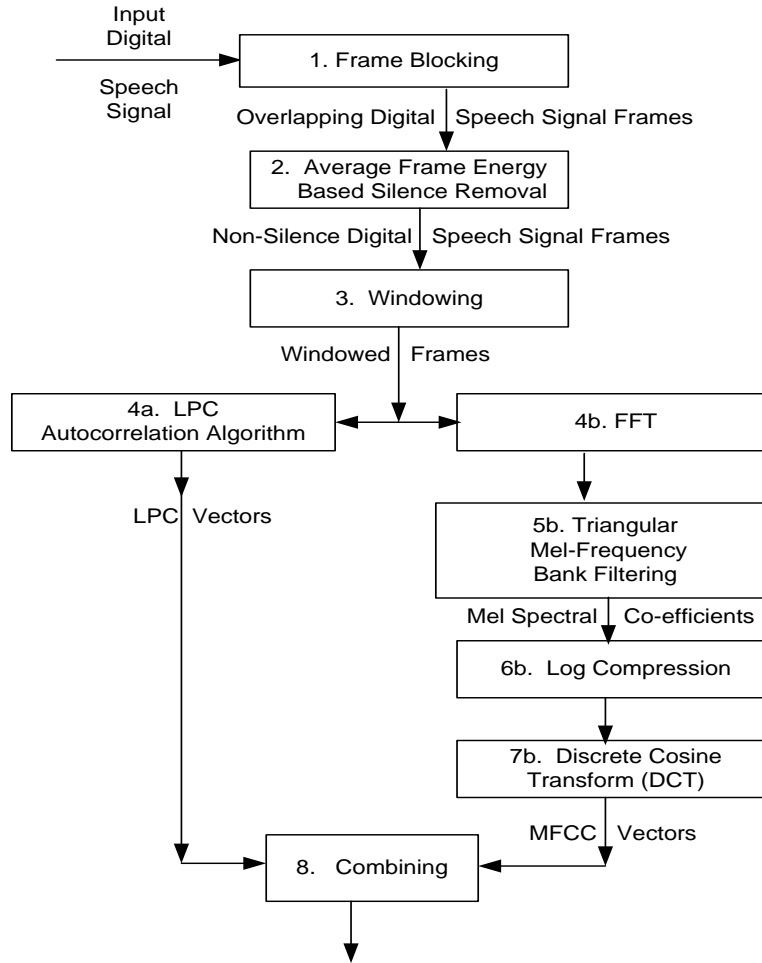 Input
Digital
Speech
Signal
1. Frame Blocking
Overlapping Digital Speech Signal Frames
2. Average Frame Energy
Based Silence Removal
Non-Silence Digital Speech Signal Frames
3. Windowing
Windowed Frames
4a. LPC
Autocorrelation Algorithm
4b. FFT
LPC Vectors
5b. Triangular
Mel-Frequency
Bank Filtering
Mel Spectral Co-efficients
6b. Log Compression
7b. Discrete Cosine
Transform (DCT)
MFCC Vectors
8. Combining